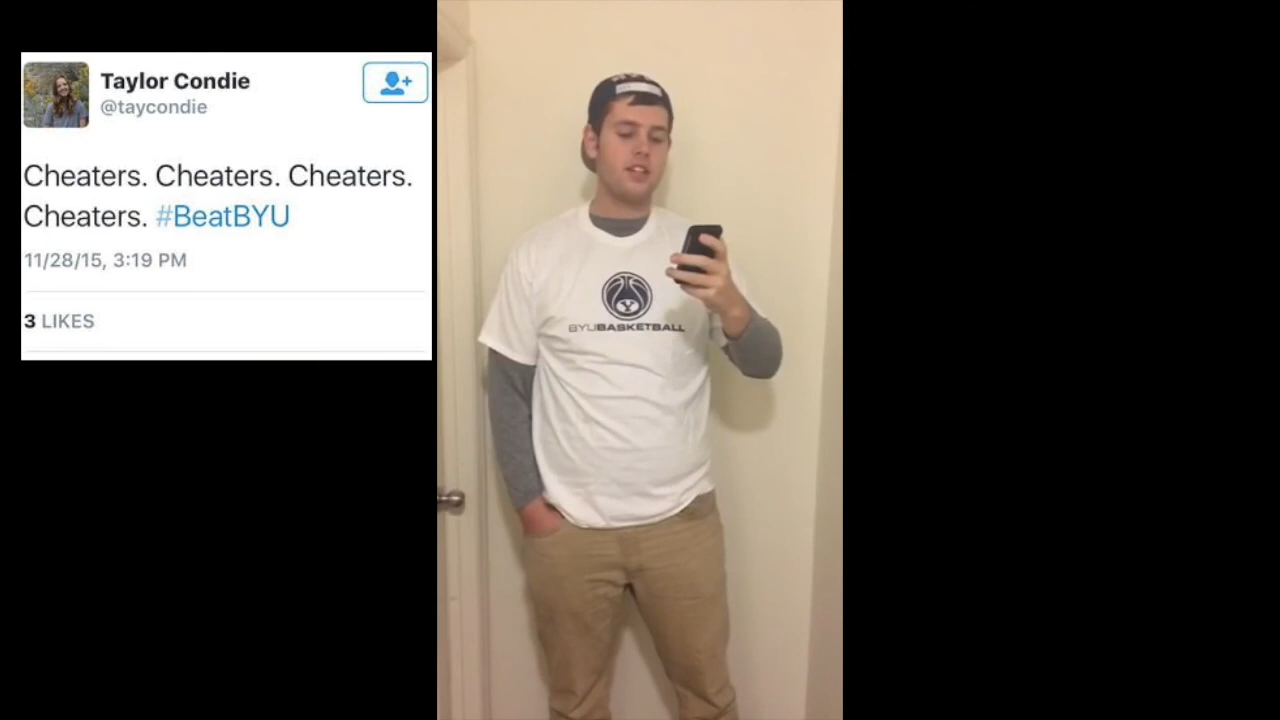 Taylor Condie
@taycondie
Cheaters. Cheaters. Cheaters.
Cheaters. #BeatBYU
11/28/15, 3:19 PM
3 LIKES
Y
BYUBASKETBALL